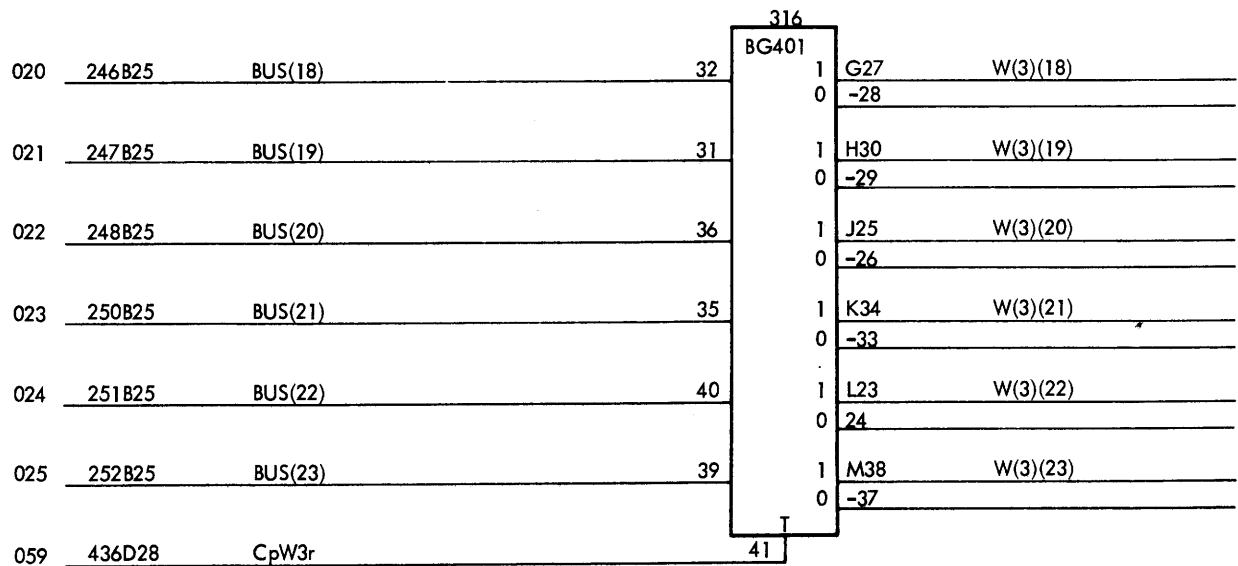 316
BG401
020 246B25 BUS(18) 32 1 G27 W(3)(18)
0 -28
021 247B25 BUS(19) 31 1 H30 W(3)(19)
0 -29
022 248B25 BUS(20) 36 1 J25 W(3)(20)
0 -26
023 250B25 BUS(21) 35 1 K34 W(3)(21)
0 -33
024 251B25 BUS(22) 40 1 L23 W(3)(22)
0 24
025 252B25 BUS(23) 39 1 M38 W(3)(23)
0 -37
T
059 436D28 CpW3r 41